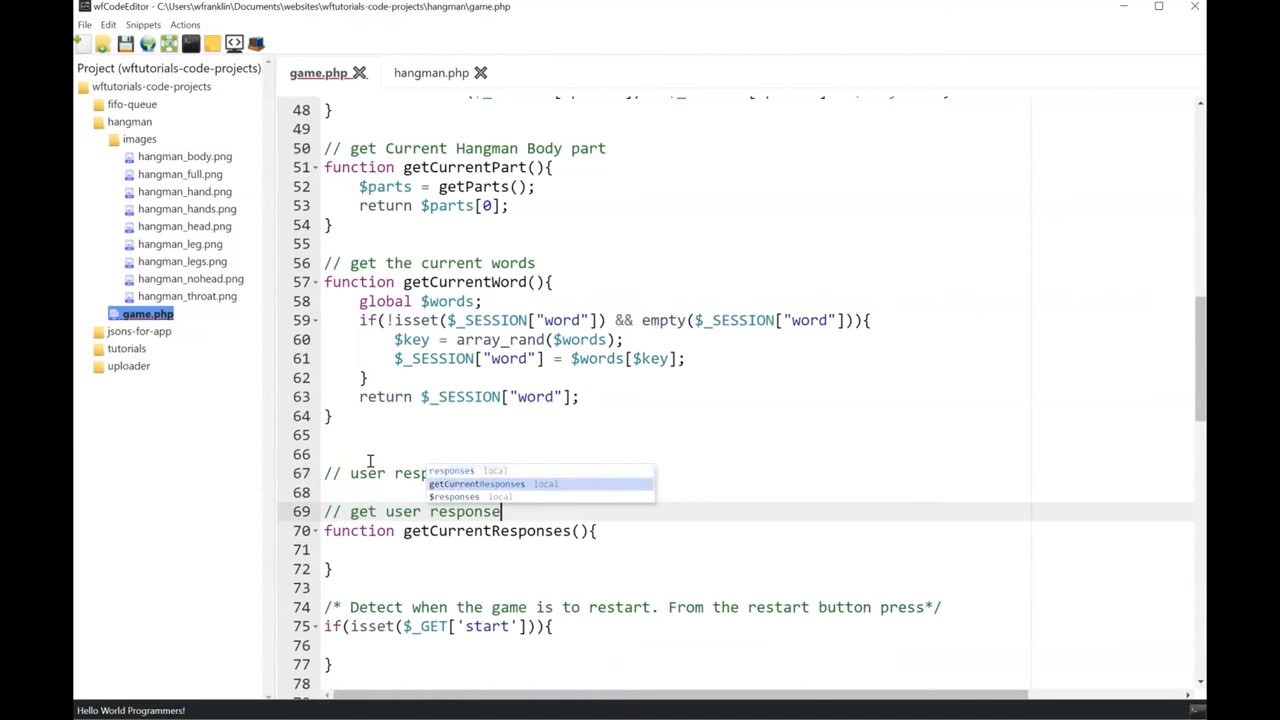 wfCodeEditor - C:\Users\wfranklin\Documents\websites\wftutorials-code-projects\hangman\game.php
File Edit Snippets Actions
Project (wftutorials-code-projects)
wftutorials-code-projects
fifo-queue
hangman
images
hangman_body.png
hangman_full.png
hangman_hand.png
hangman_hands.png
hangman_head.png
hangman_leg.png
hangman_legs.png
hangman_nohead.png
hangman_throat.png
game.php
jsons-for-app
tutorials
uploader
game.php hangman.php
48 }
49
50 // get Current Hangman Body part
51 function getCurrentPart(){
52 $parts = getParts();
53 return $parts[0];
54 }
55
56 // get the current words
57 function getCurrentWord(){
58 global $words;
59 if(!isset($_SESSION["word"]) && empty($_SESSION["word"])){
60 $key = array_rand($words);
61 $_SESSION["word"] = $words[$key];
62 }
63 return $_SESSION["word"];
64 }
65
66
67 // user resp
responses local
getCurrentResponses local
$responses local
68
69 // get user response
70 function getCurrentResponses(){
71
72 }
73
74 /* Detect when the game is to restart. From the restart button press*/
75 if(isset($_GET['start'])){
76
77 }
78
Hello World Programmers!